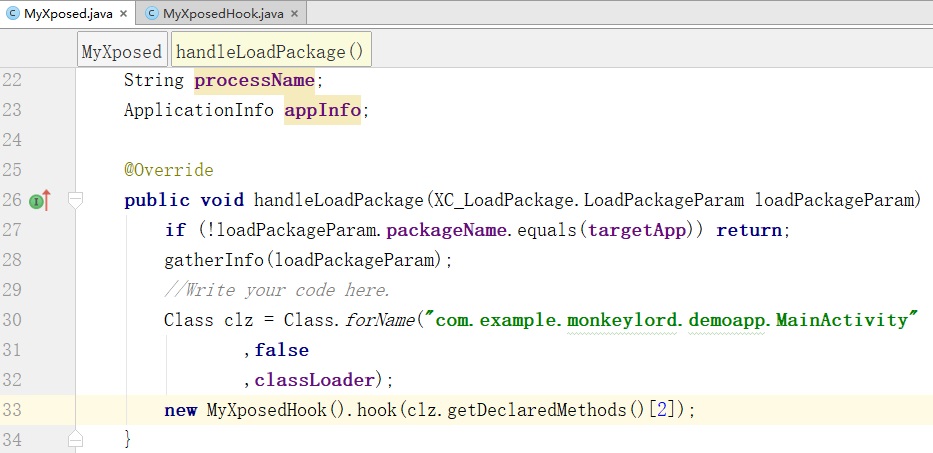 MyXposed.java × MyXposedHook.java ×
MyXposed handleLoadPackage()
22 String processName;
23 ApplicationInfo appInfo;
24
25 @Override
26 public void handleLoadPackage(XC_LoadPackage.LoadPackageParam loadPackageParam)
27 if (!loadPackageParam.packageName.equals(targetApp)) return;
28 gatherInfo(loadPackageParam);
29 //Write your code here.
30 Class clz = Class.forName("com.example.monkeylord.demoapp.MainActivity"
31 ,false
32 ,classLoader);
33 new MyXposedHook().hook(clz.getDeclaredMethods()[2]);
34 }